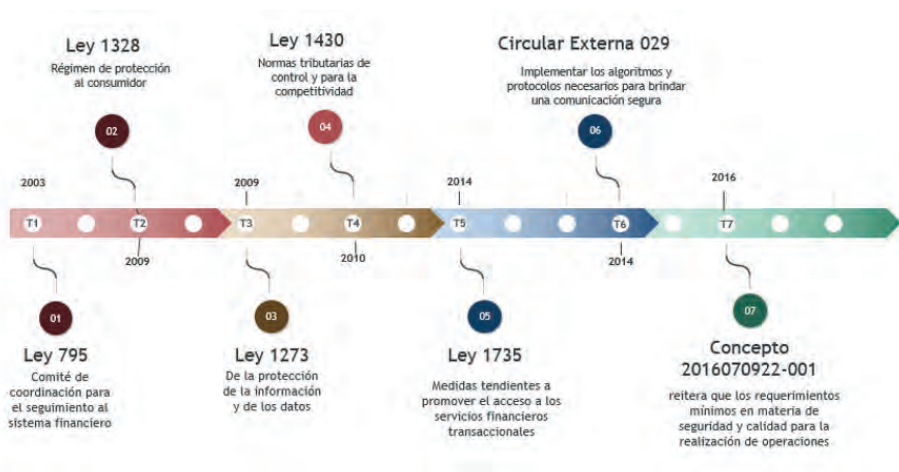 Ley 1328
Régimen de protección
al consumidor
02
Ley 1430
Normas tributarias de
control y para la
competitividad
04
Circular Externa 029
Implementar los algoritmos y
protocolos necesarios para brindar
una comunicación segura
06
2003
2009
2014
2016
T1
T2
T3
T4
T5
T6
T7
2009
2010
2014
01
Ley 795
Comité de
coordinación para
el seguimiento al
sistema financiero
03
Ley 1273
De la protección
de la información
y de los datos
05
Ley 1735
Medidas tendientes a
promover el acceso a los
servicios financieros
transaccionales
07
Concepto
2016070922-001
reitera que los requerimientos
mínimos en materia de
seguridad y calidad para la
realización de operaciones